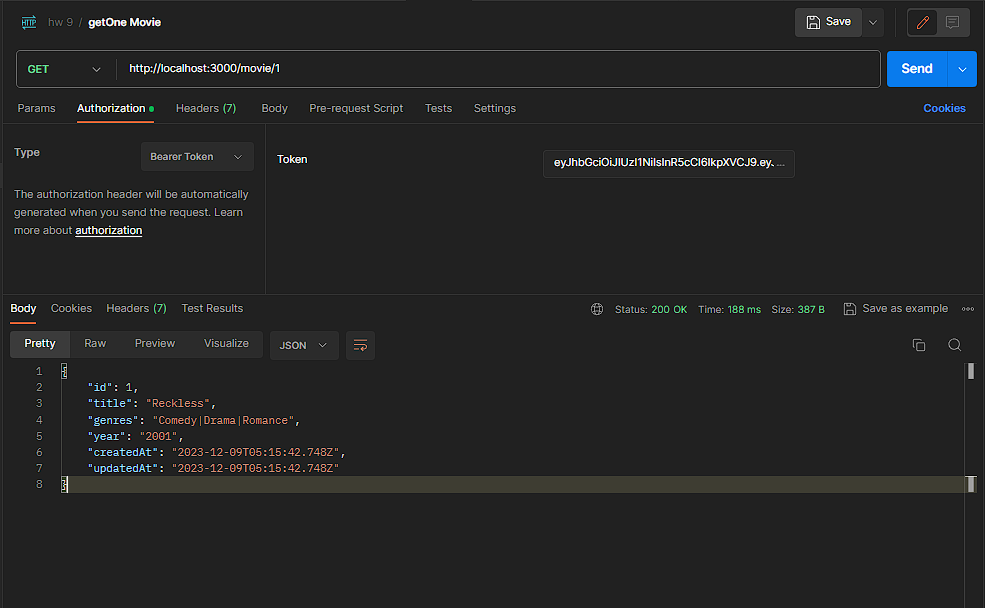 HTTP hw 9 / getOne Movie Save
GET http://localhost:3000/movie/1 Send
Params Authorization Headers (7) Body Pre-request Script Tests Settings Cookies
Type Bearer Token Token eyJhbGciOiJIUzI1NiIsInR5cCI6IkpXVCJ9.eyJ ...
The authorization header will be automatically
generated when you send the request. Learn
more about authorization
Body Cookies Headers (7) Test Results Status: 200 OK Time: 188 ms Size: 387 B Save as example
Pretty Raw Preview Visualize JSON
1 {
2 "id": 1,
3 "title": "Reckless",
4 "genres": "Comedy|Drama|Romance",
5 "year": "2001",
6 "createdAt": "2023-12-09T05:15:42.748Z",
7 "updatedAt": "2023-12-09T05:15:42.748Z"
8 }